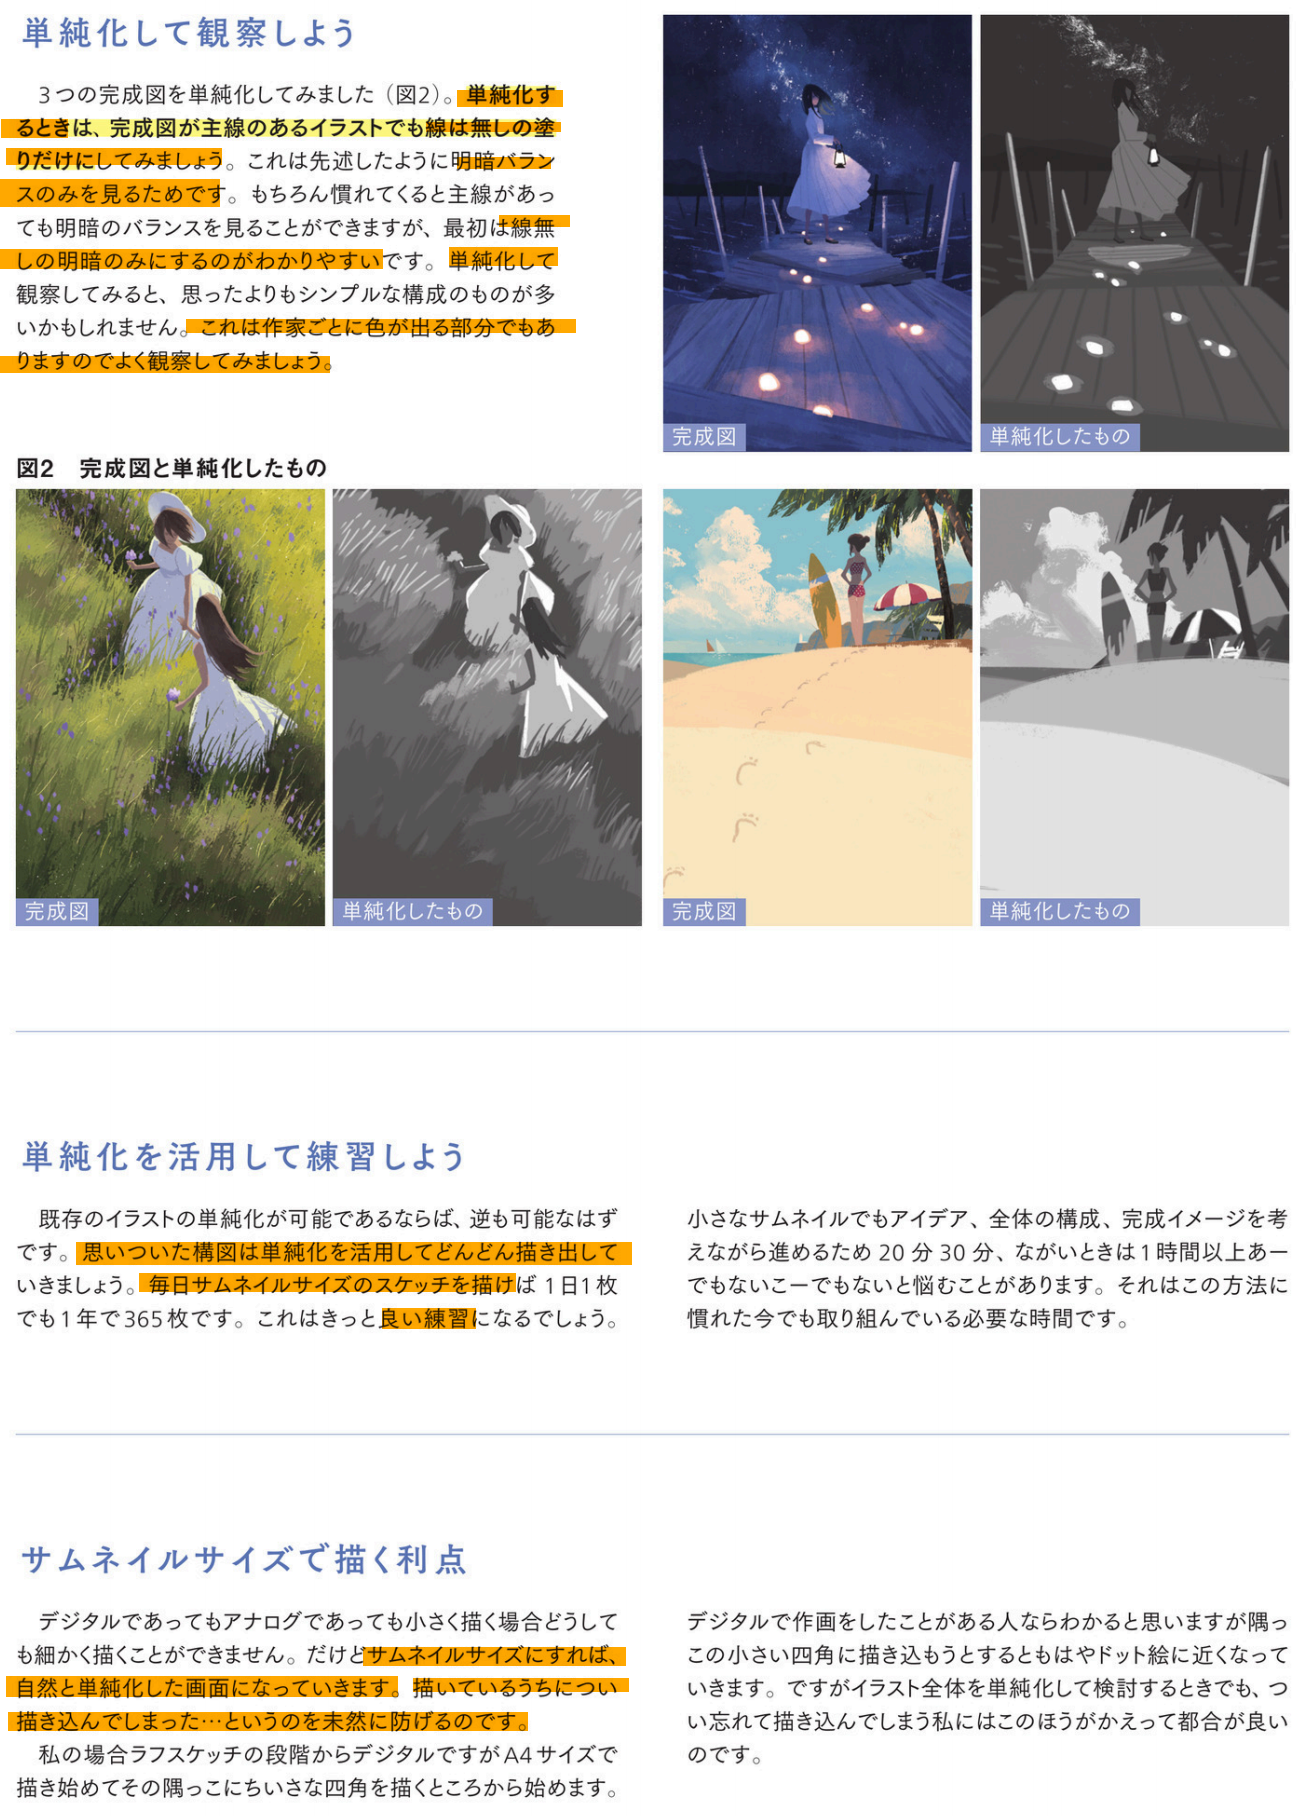 単純化して観察しよう
３つの完成図を単純化してみました（図2）。単純化す
るときは、完成図が主線のあるイラストでも線は無しの塗
りだけにしてみましょう。これは先述したように明暗バラン
スのみを見るためです。もちろん慣れてくると主線があっ
ても明暗のバランスを見ることができますが、最初は線無
しの明暗のみにするのがわかりやすいです。単純化して
観察してみると、思ったよりもシンプルな構成のものが多
いかもしれません。これは作家ごとに色が出る部分でもあ
りますのでよく観察してみましょう。
完成図
単純化したもの
図2　完成図と単純化したもの
完成図
単純化したもの
完成図
単純化したもの
単純化を活用して練習しよう
既存のイラストの単純化が可能であるならば、逆も可能なはず
です。思いついた構図は単純化を活用してどんどん描き出して
いきましょう。毎日サムネイルサイズのスケッチを描けば 1日1枚
でも1年で365枚です。これはきっと良い練習になるでしょう。
小さなサムネイルでもアイデア、全体の構成、完成イメージを考
えながら進めるため 20 分 30 分、ながいときは1時間以上あー
でもないこーでもないと悩むことがあります。それはこの方法に
慣れた今でも取り組んでいる必要な時間です。
サムネイルサイズで描く利点
デジタルであってもアナログであっても小さく描く場合どうして
も細かく描くことができません。だけどサムネイルサイズにすれば、
自然と単純化した画面になっていきます。描いているうちについ
描き込んでしまった…というのを未然に防げるのです。
私の場合ラフスケッチの段階からデジタルですがA4サイズで
描き始めてその隅っこにちいさな四角を描くところから始めます。
デジタルで作画をしたことがある人ならわかると思いますが隅っ
この小さい四角に描き込もうとするともはやドット絵に近くなって
いきます。ですがイラスト全体を単純化して検討するときでも、つ
い忘れて描き込んでしまう私にはこのほうがかえって都合が良い
のです。